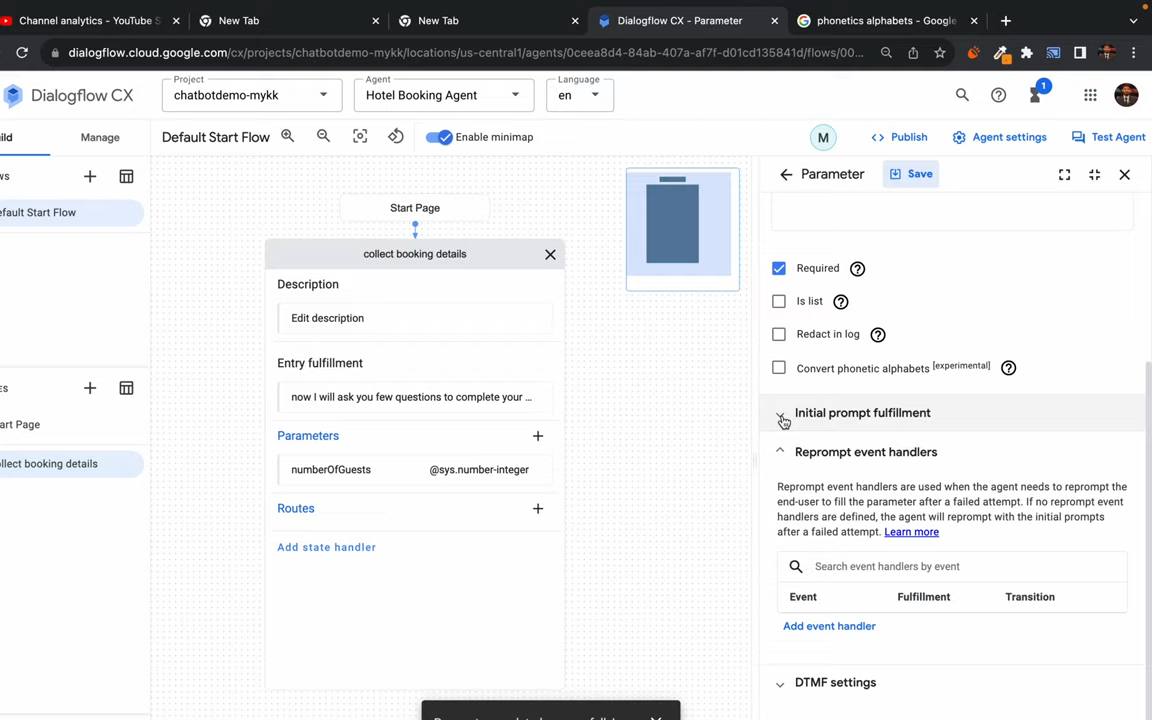 Channel analytics - YouTube S
New Tab
New Tab
Dialogflow CX - Parameter
phonetics alphabets - Google
dialogflow.cloud.google.com/cx/projects/chatbotdemo-mykk/locations/us-central1/agents/0ceea8d4-84ab-407a-af7f-d01cd135841d/flows/00...
Dialogflow CX
Project
chatbotdemo-mykk
Agent
Hotel Booking Agent
Language
en
1
ild
Manage
Default Start Flow
Enable minimap
M
Publish
Agent settings
Test Agent
WS
efault Start Flow
ES
art Page
ollect booking details
Start Page
collect booking details
Description
Edit description
Entry fulfillment
now I will ask you few questions to complete your ...
Parameters
numberOfGuests
@sys.number-integer
Routes
Add state handler
Parameter
Save
Required
Is list
Redact in log
Convert phonetic alphabets [experimental]
Initial prompt fulfillment
Reprompt event handlers
Reprompt event handlers are used when the agent needs to reprompt the
end-user to fill the parameter after a failed attempt. If no reprompt event
handlers are defined, the agent will reprompt with the initial prompts
after a failed attempt. Learn more
Search event handlers by event
Event Fulfillment Transition
Add event handler
DTMF settings